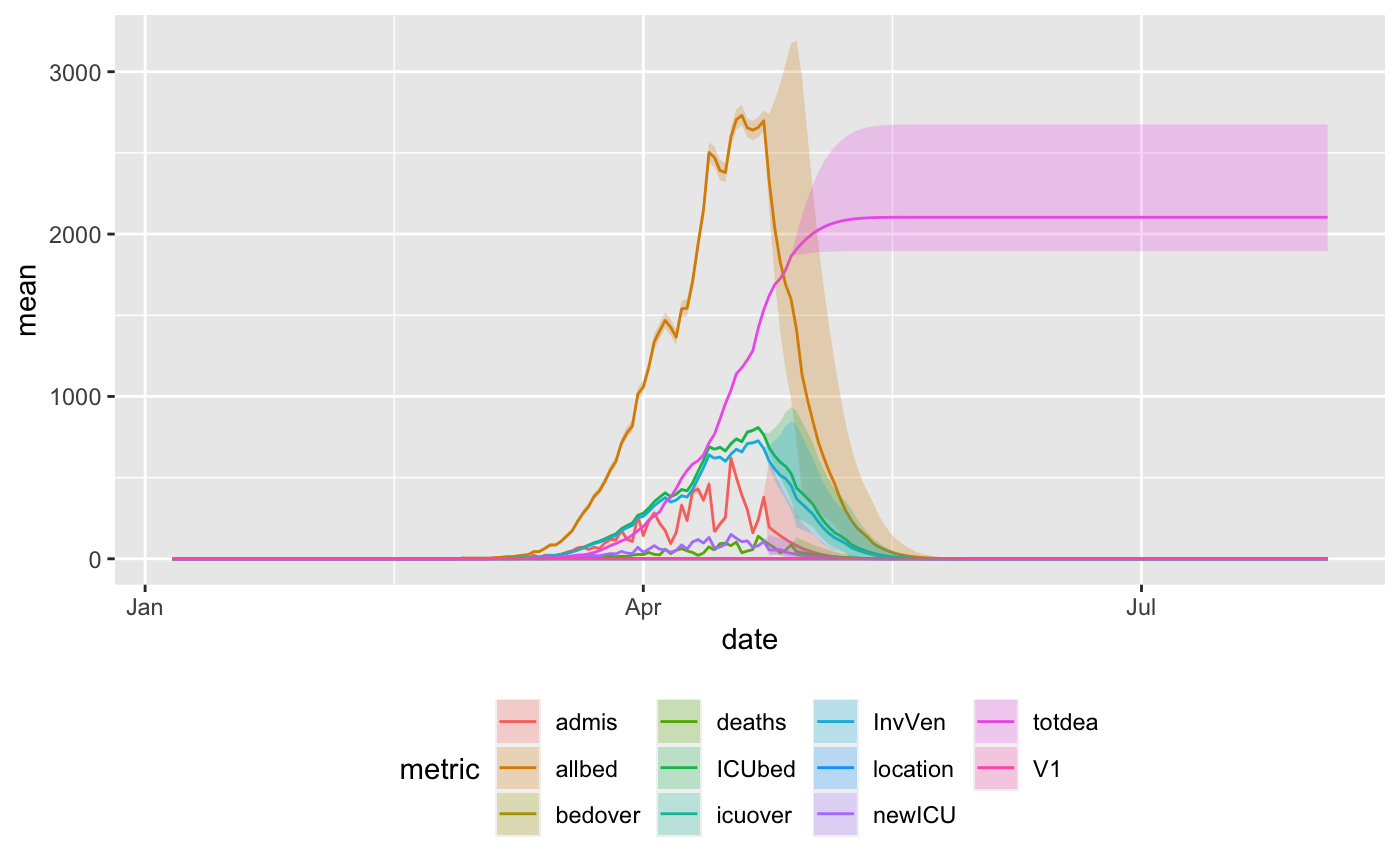 3000
2000
1000
0
mean
Jan Apr Jul
date
metric
admis deaths InvVen totdea
allbed ICUbed location V1
bedover icuover newICU